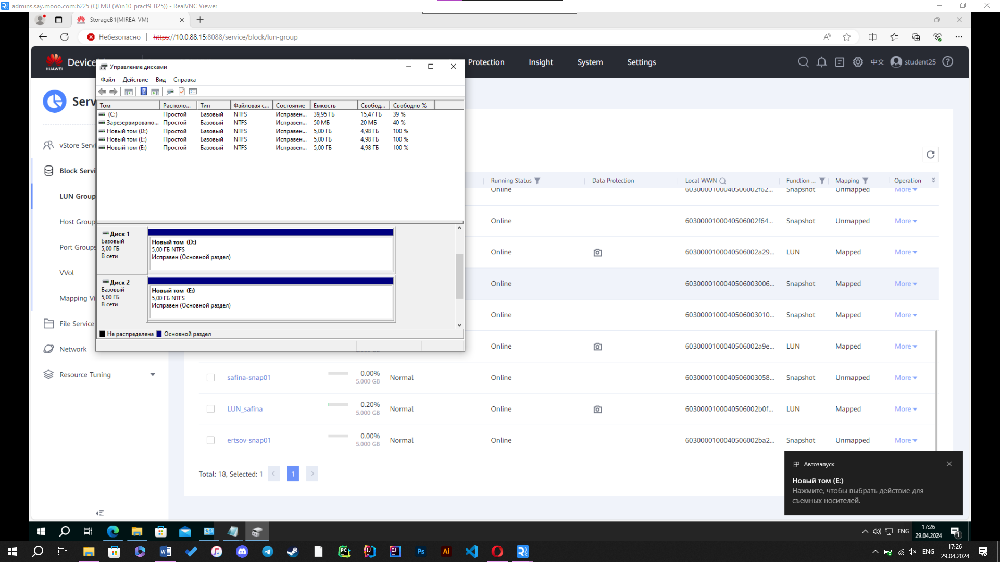 admins.say.mooo.com:6225 (QEMU (Win10_pract9_B25)) - RealVNC Viewer
StorageB1(MIREA-VM)
Небезопасно https://10.0.88.15:8088/service/block/lun-group
HUAWEI
Device
Protection Insight System Settings 中文 student25
Управление дисками
Файл Действие Вид Справка
Том Располо... Тип Файловая с... Состояние Емкость Свобод... Свободно %
(C:) Простой Базовый NTFS Исправен... 39,95 ГБ 15,47 ГБ 39 %
Зарезервировано... Простой Базовый NTFS Исправен... 50 МБ 20 МБ 40 %
Новый том (D:) Простой Базовый NTFS Исправен... 5,00 ГБ 4,98 ГБ 100 %
Новый том (E:) Простой Базовый NTFS Исправен... 5,00 ГБ 4,98 ГБ 100 %
Новый том (E:) Простой Базовый NTFS Исправен... 5,00 ГБ 4,98 ГБ 100 %
Диск 1
Базовый
5,00 ГБ
В сети
Новый том (D:)
5,00 ГБ NTFS
Исправен (Основной раздел)
Диск 2
Базовый
5,00 ГБ
В сети
Новый том (E:)
5,00 ГБ NTFS
Исправен (Основной раздел)
Не распределена Основной раздел
Serv
vStore Servi
Block Servi
LUN Group
Host Group
Port Groups
VVol
Mapping Vi
File Service
Network
Resource Tuning
Running Status Data Protection Local WWN Function ... Mapping Operation
Online 6030000100040506002f62... Snapshot Unmapped More
Online 6030000100040506002f64... Snapshot Unmapped More
Online 6030000100040506002a29... LUN Mapped More
Online 6030000100040506003006... Snapshot Mapped More
Online 6030000100040506003010... Snapshot Mapped More
Online 6030000100040506002a9e... LUN Mapped More
safina-snap01 0.00% 5.000 GB Normal Online 6030000100040506003058... Snapshot Unmapped More
LUN_safina 0.20% 5.000 GB Normal Online 6030000100040506002b0f... LUN Mapped More
ertsov-snap01 0.00% 5.000 GB Normal Online 6030000100040506002ba2... Snapshot Unmapped More
Total: 18, Selected: 1 1
Автозапуск
Новый том (E:)
Нажмите, чтобы выбрать действие для
съемных носителей.
ENG 17:26
29.04.2024
1
ENG 17:26
29.04.2024